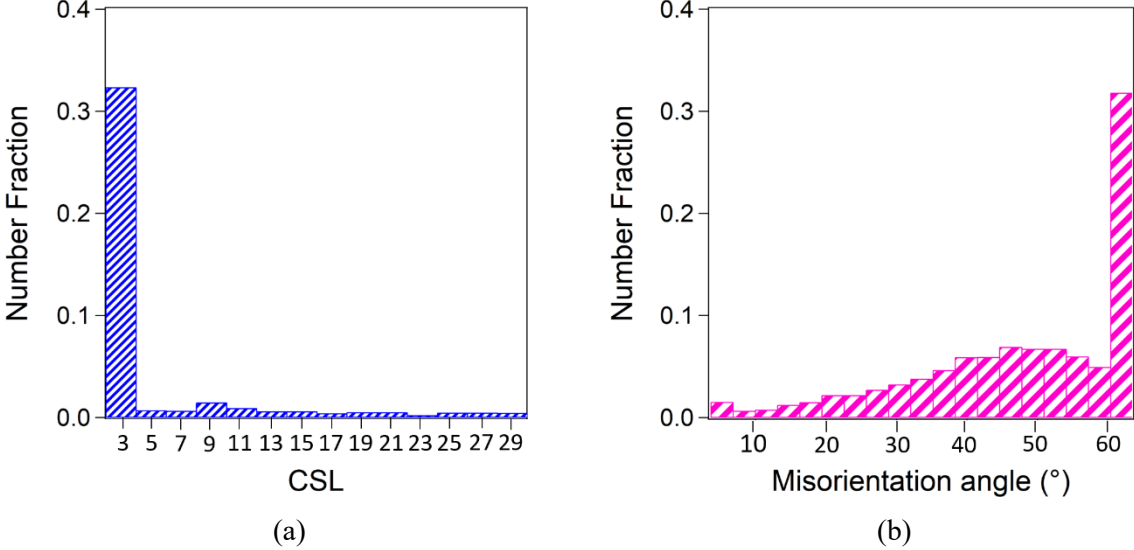 0.4
0.3
0.2
0.1
0.0
Number Fraction
3 5 7 9 11 13 15 17 19 21 23 25 27 29
CSL
(a)
0.4
0.3
0.2
0.1
0.0
Number Fraction
10 20 30 40 50 60
Misorientation angle (°)
(b)